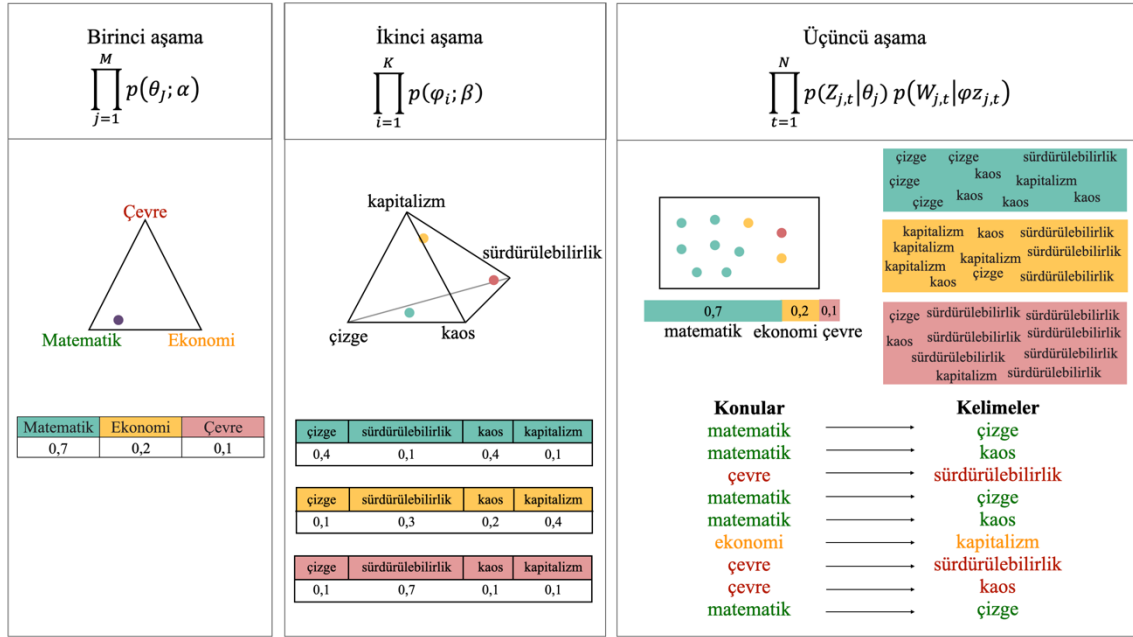 Birinci aşama
M
∏ p(θ_J; α)
j=1
Çevre
Matematik Ekonomi
Matematik Ekonomi Çevre
0,7 0,2 0,1
İkinci aşama
K
∏ p(φ_i; β)
i=1
kapitalizm
sürdürülebilirlik
çizge kaos
çizge sürdürülebilirlik kaos kapitalizm
0,4 0,1 0,4 0,1
çizge sürdürülebilirlik kaos kapitalizm
0,1 0,3 0,2 0,4
çizge sürdürülebilirlik kaos kapitalizm
0,1 0,7 0,1 0,1
Üçüncü aşama
N
∏ p(Z_{j,t}|θ_j) p(W_{j,t}|φz_{j,t})
t=1
0,7 0,2 0,1
matematik ekonomi çevre
çizge çizge sürdürülebilirlik
kaos
çizge kapitalizm
kaos kaos
çizge kaos
kapitalizm kaos sürdürülebilirlik
kapitalizm sürdürülebilirlik
kapitalizm
kapitalizm çizge
kaos sürdürülebilirlik
çizge sürdürülebilirlik sürdürülebilirlik
kaos sürdürülebilirlik sürdürülebilirlik
sürdürülebilirlik sürdürülebilirlik
kapitalizm sürdürülebilirlik
Konular Kelimeler
matematik çizge
matematik kaos
çevre sürdürülebilirlik
matematik çizge
matematik kaos
ekonomi kapitalizm
çevre sürdürülebilirlik
çevre kaos
matematik çizge